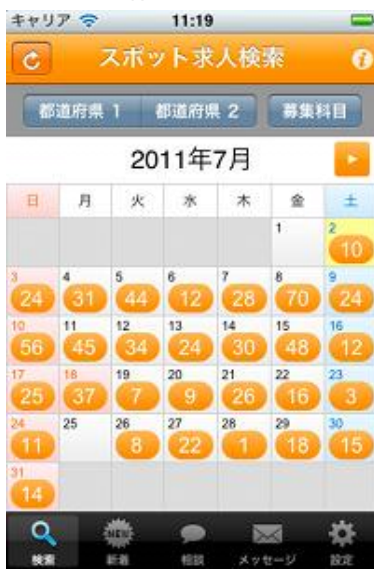 キャリア 11:19
スポット求人検索
都道府県 1 都道府県 2 募集科目
2011年7月
日 月 火 水 木 金 土
1 2
10
3 4 5 6 7 8 9
24 31 44 12 28 70 24
10 11 12 13 14 15 16
56 45 34 24 30 48 12
17 18 19 20 21 22 23
25 37 7 9 26 16 3
24 25 26 27 28 29 30
11 8 22 1 18 15
31
14
NEW
検索 新着 相談 メッセージ 設定